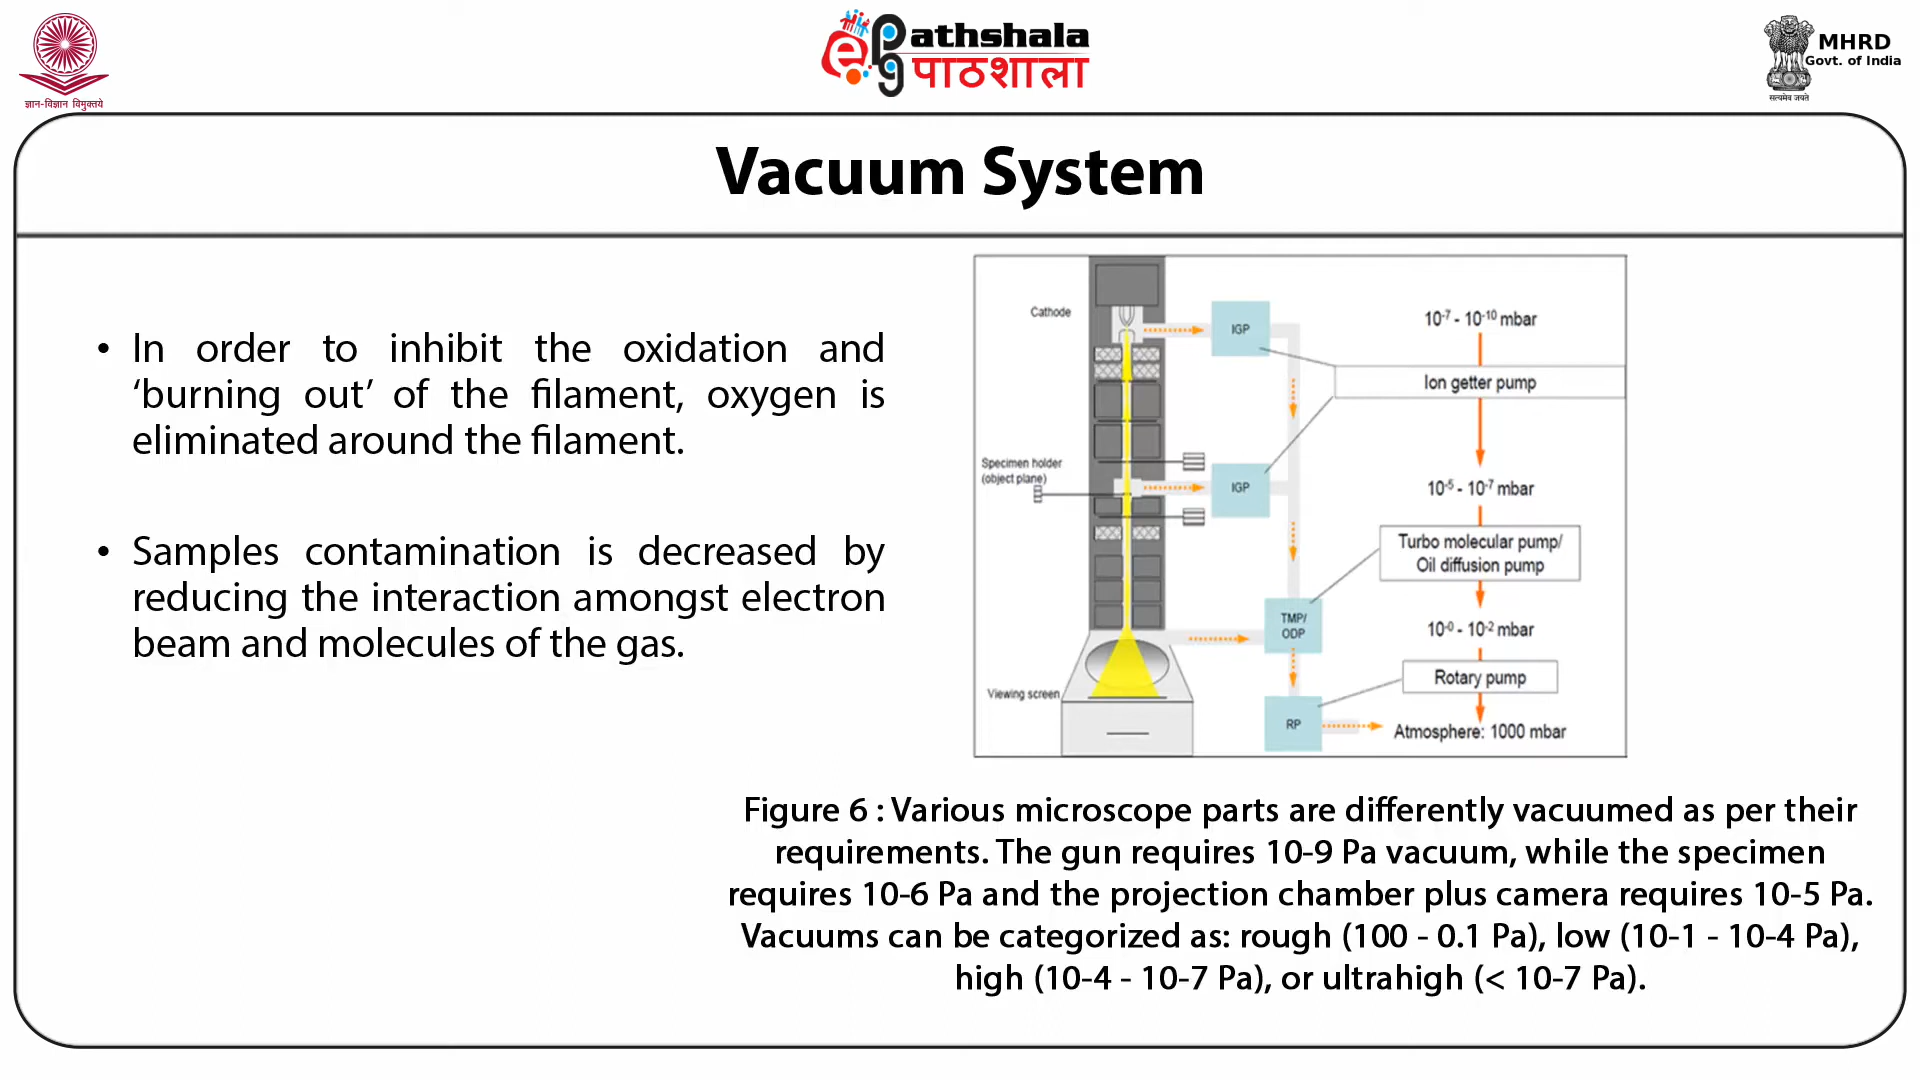 ज्ञान-विज्ञान विमुक्तये
ePathshala
पाठशाला
MHRD
Govt. of India
सत्यमेव जयते
Vacuum System
• In order to inhibit the oxidation and
‘burning out’ of the filament, oxygen is
eliminated around the filament.
• Samples contamination is decreased by
reducing the interaction amongst electron
beam and molecules of the gas.
Cathode
IGP
10⁻⁷ - 10⁻¹⁰ mbar
Ion getter pump
Specimen holder
(object plane)
IGP
10⁻⁵ - 10⁻⁷ mbar
Turbo molecular pump/
Oil diffusion pump
TMP/
ODP
10⁻⁰ - 10⁻² mbar
Rotary pump
Viewing screen
RP
Atmosphere: 1000 mbar
Figure 6 : Various microscope parts are differently vacuumed as per their
requirements. The gun requires 10-9 Pa vacuum, while the specimen
requires 10-6 Pa and the projection chamber plus camera requires 10-5 Pa.
Vacuums can be categorized as: rough (100 - 0.1 Pa), low (10-1 - 10-4 Pa),
high (10-4 - 10-7 Pa), or ultrahigh (< 10-7 Pa).